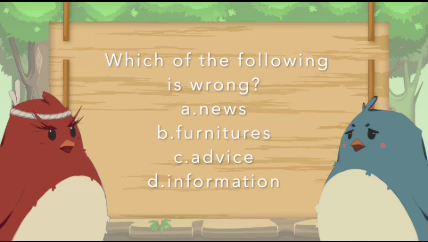 Which of the following
is wrong?
a.news
b.furnitures
c.advice
d.information